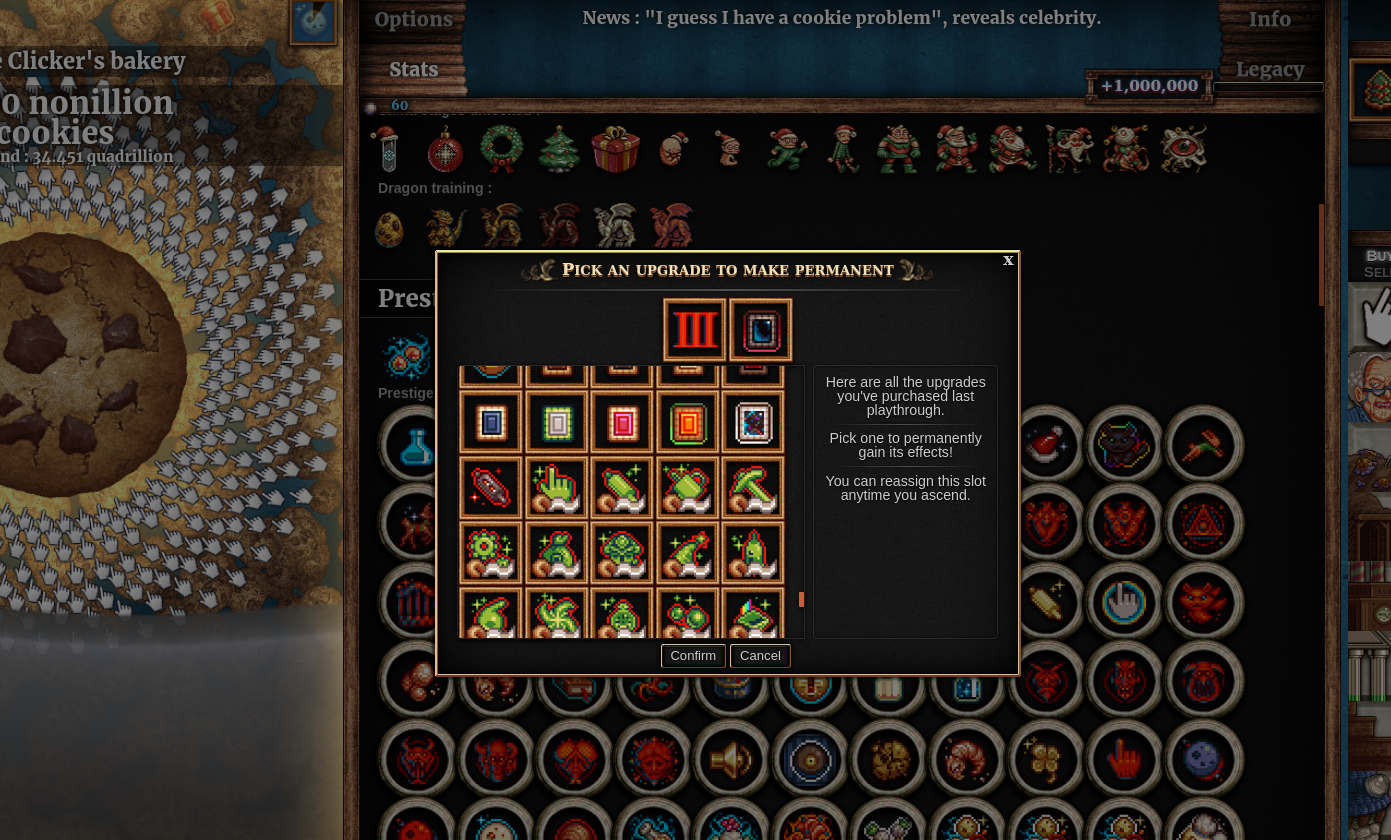 Options
News : "I guess I have a cookie problem", reveals celebrity.
Info
Clicker's bakery
Stats
Legacy
+1,000,000
0 nonillion
cookies
60
nd : 34.451 quadrillion
Dragon training :
Pick an upgrade to make permanent
x
III
Prest
Prestige
Here are all the upgrades
you've purchased last
playthrough.
Pick one to permanently
gain its effects!
You can reassign this slot
anytime you ascend.
Confirm
Cancel
BU
SEL